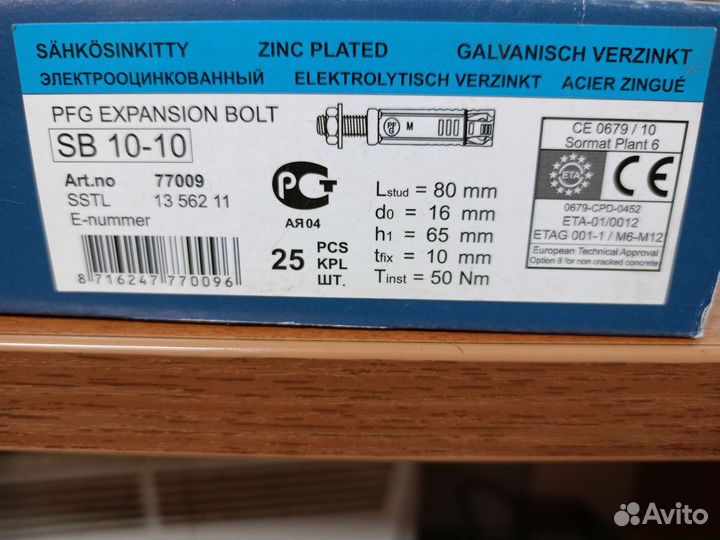 SÄHKÖSINKITTY ZINC PLATED GALVANISCH VERZINKT
ЭЛЕКТРООЦИНКОВАННЫЙ ELEKTROLYTISCH VERZINKT ACIER ZINGUÉ
PFG EXPANSION BOLT
SB 10-10
Art.no 77009
SSTL 13 562 11
E-nummer
8 716247 770096
PCT
АЯ04
25 PCS
KPL
ШТ.
PFG M
Lstud = 80 mm
d0 = 16 mm
h1 = 65 mm
tfix = 10 mm
Tinst = 50 Nm
CE 0679 / 10
Sormat Plant 6
ETA
CE
0679-CPD-0452
ETA-01/0012
ETAG 001-1 / M6-M12
European Technical Approval
Option 8 for non cracked concrete
Avito